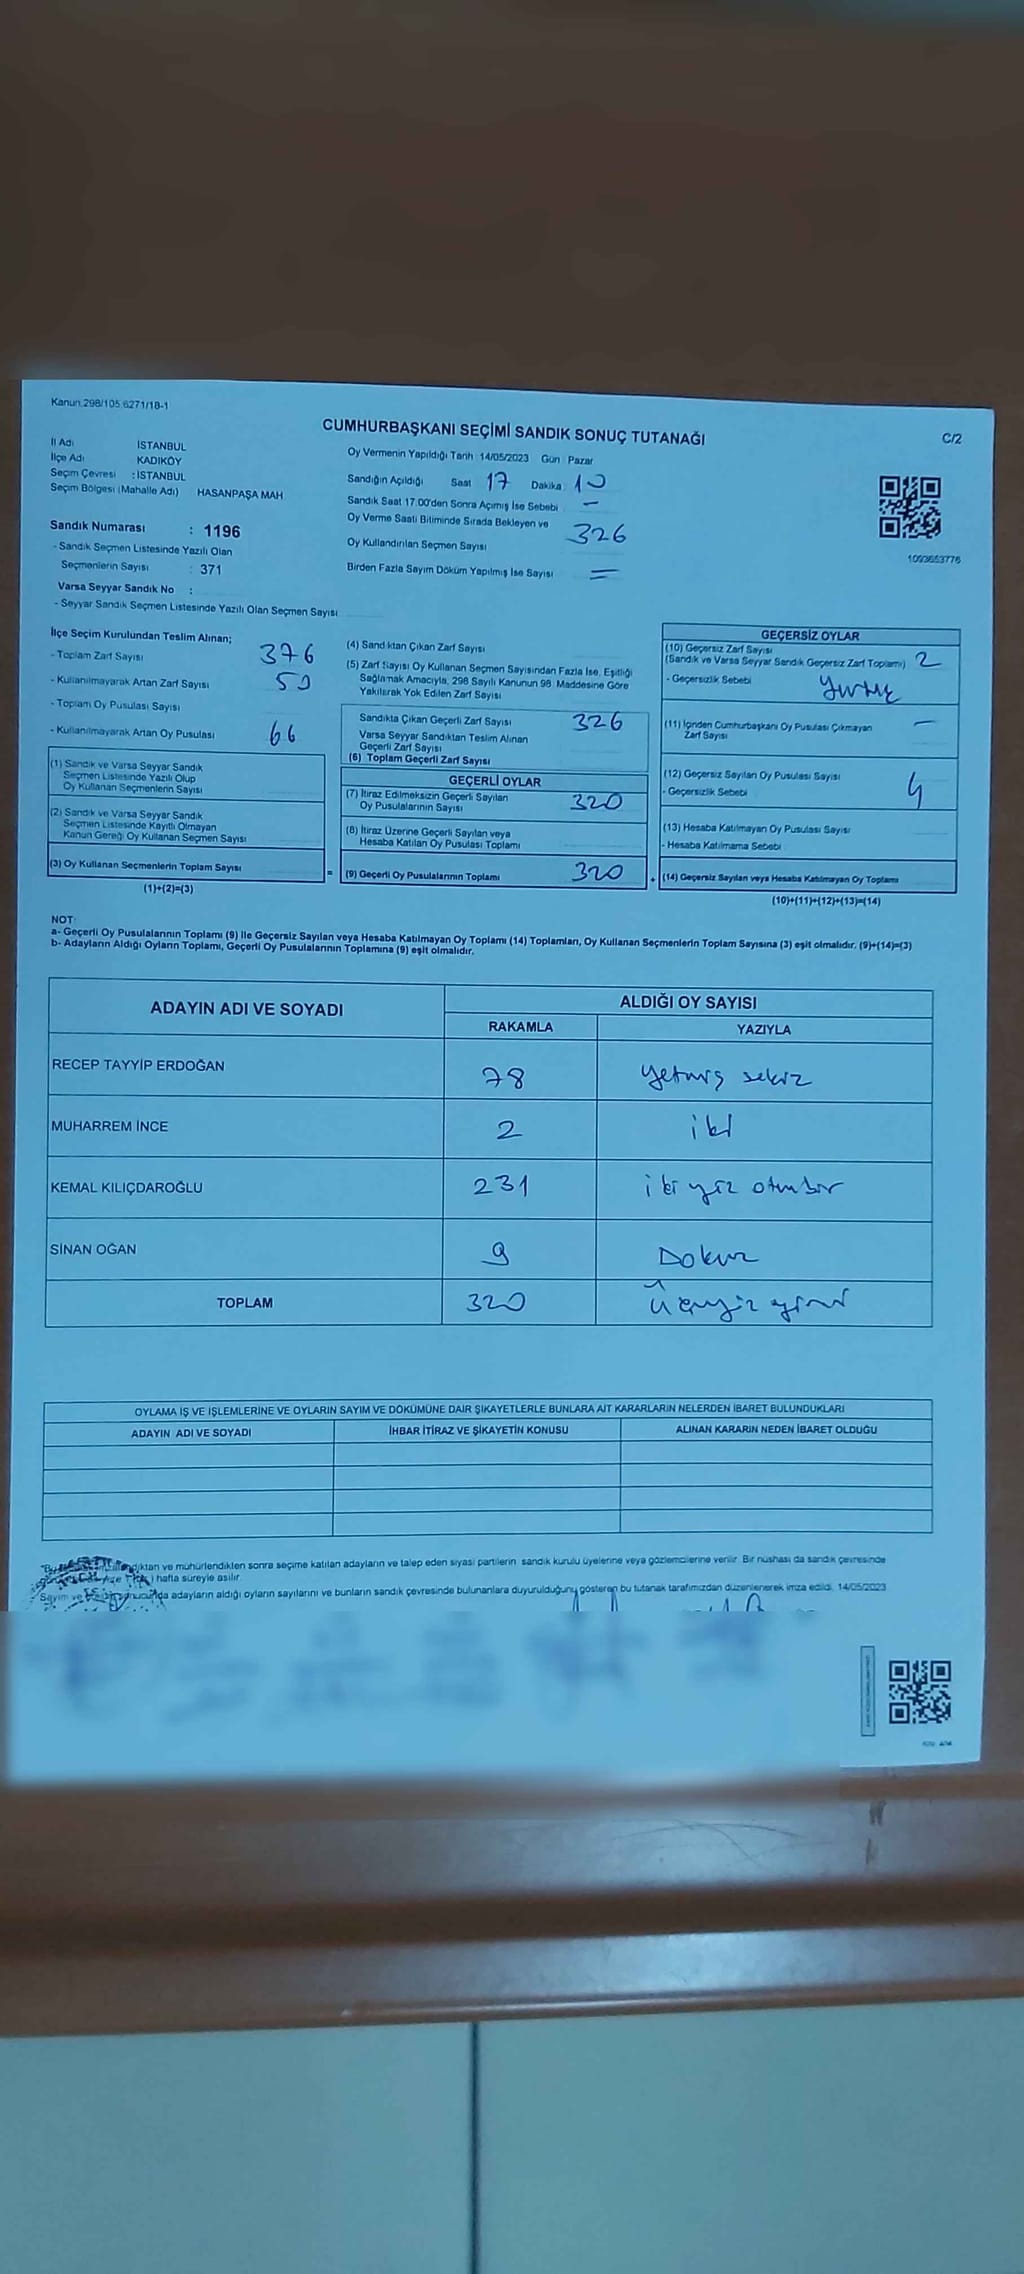 Kanun:298/105 6271/18-1
CUMHURBAŞKANI SEÇİMİ SANDIK SONUÇ TUTANAĞI
C/2
İl Adı İSTANBUL
İlçe Adı KADIKÖY
Seçim Çevresi : İSTANBUL
Seçim Bölgesi (Mahalle Adı) HASANPAŞA MAH
Oy Vermenin Yapıldığı Tarih 14/05/2023 Gün Pazar
Sandığın Açıldığı Saat 17 Dakika 10
Sandık Saat 17.00'den Sonra Açımış İse Sebebi -
Oy Verme Saati Bitiminde Sırada Bekleyen ve
Oy Kullandırılan Seçmen Sayısı 326
Birden Fazla Sayım Döküm Yapılmış İse Sayısı =
1093653776
Sandık Numarası : 1196
- Sandık Seçmen Listesinde Yazılı Olan
Seçmenlerin Sayısı : 371
Varsa Seyyar Sandık No :
- Seyyar Sandık Seçmen Listesinde Yazılı Olan Seçmen Sayısı
İlçe Seçim Kurulundan Teslim Alınan;
- Toplam Zarf Sayısı 376
- Kullanılmayarak Artan Zarf Sayısı 50
- Toplam Oy Pusulası Sayısı
- Kullanılmayarak Artan Oy Pusulası 66
(1) Sandık ve Varsa Seyyar Sandık
Seçmen Listesinde Yazılı Olup
Oy Kullanan Seçmenlerin Sayısı
(2) Sandık ve Varsa Seyyar Sandık
Seçmen Listesinde Kayıtlı Olmayan
Kanun Gereği Oy Kullanan Seçmen Sayısı
(3) Oy Kullanan Seçmenlerin Toplam Sayısı
(1)+(2)=(3)
=
(4) Sandıktan Çıkan Zarf Sayısı
(5) Zarf Sayısı Oy Kullanan Seçmen Sayısından Fazla İse, Eşitliği
Sağlamak Amacıyla, 298 Sayılı Kanunun 98. Maddesine Göre
Yakılarak Yok Edilen Zarf Sayısı
Sandıkta Çıkan Geçerli Zarf Sayısı 326
Varsa Seyyar Sandıktan Teslim Alınan
Geçerli Zarf Sayısı
(6) Toplam Geçerli Zarf Sayısı
GEÇERLİ OYLAR
(7) İtiraz Edilmeksizin Geçerli Sayılan
Oy Pusulalarının Sayısı 320
(8) İtiraz Üzerine Geçerli Sayılan veya
Hesaba Katılan Oy Pusulası Toplamı
(9) Geçerli Oy Pusulalarının Toplamı 320
+
GEÇERSİZ OYLAR
(10) Geçersiz Zarf Sayısı
(Sandık ve Varsa Seyyar Sandık Geçersiz Zarf Toplamı) 2
- Geçersizlik Sebebi
(11) İçinden Cumhurbaşkanı Oy Pusulası Çıkmayan
Zarf Sayısı -
(12) Geçersiz Sayılan Oy Pusulası Sayısı 4
- Geçersizlik Sebebi
(13) Hesaba Katılmayan Oy Pusulası Sayısı
- Hesaba Katılmama Sebebi
(14) Geçersiz Sayılan veya Hesaba Katılmayan Oy Toplamı
(10)+(11)+(12)+(13)=(14)
NOT:
a- Geçerli Oy Pusulalarının Toplamı (9) İle Geçersiz Sayılan veya Hesaba Katılmayan Oy Toplamı (14) Toplamları, Oy Kullanan Seçmenlerin Toplam Sayısına (3) eşit olmalıdır. (9)+(14)=(3)
b- Adayların Aldığı Oyların Toplamı, Geçerli Oy Pusulalarının Toplamına (9) eşit olmalıdır.
ADAYIN ADI VE SOYADI ALDIĞI OY SAYISI
RAKAMLA YAZIYLA
RECEP TAYYİP ERDOĞAN 78 yetmiş sekiz
MUHARREM İNCE 2 iki
KEMAL KILIÇDAROĞLU 231 iki yüz otuz bir
SİNAN OĞAN 9 Dokuz
TOPLAM 320 Üçyüz yirmi
OYLAMA İŞ VE İŞLEMLERİNE VE OYLARIN SAYIM VE DÖKÜMÜNE DAİR ŞİKAYETLERLE BUNLARA AİT KARARLARIN NELERDEN İBARET BULUNDUKLARI
ADAYIN ADI VE SOYADI İHBAR İTİRAZ VE ŞİKAYETİN KONUSU ALINAN KARARIN NEDEN İBARET OLDUĞU
ve mühürlendikten sonra seçime katılan adayların ve talep eden siyasi partilerin sandık kurulu üyelerine veya gözlemcilerine verilir. Bir nüshası da sandık çevresinde
hafta süreyle asılır.
Sayım ve adayların aldığı oyların sayılarını ve bunların sandık çevresinde bulunanlara duyurulduğunu gösteren bu tutanak tarafımızdan düzenlenerek imza edildi. 14/05/2023